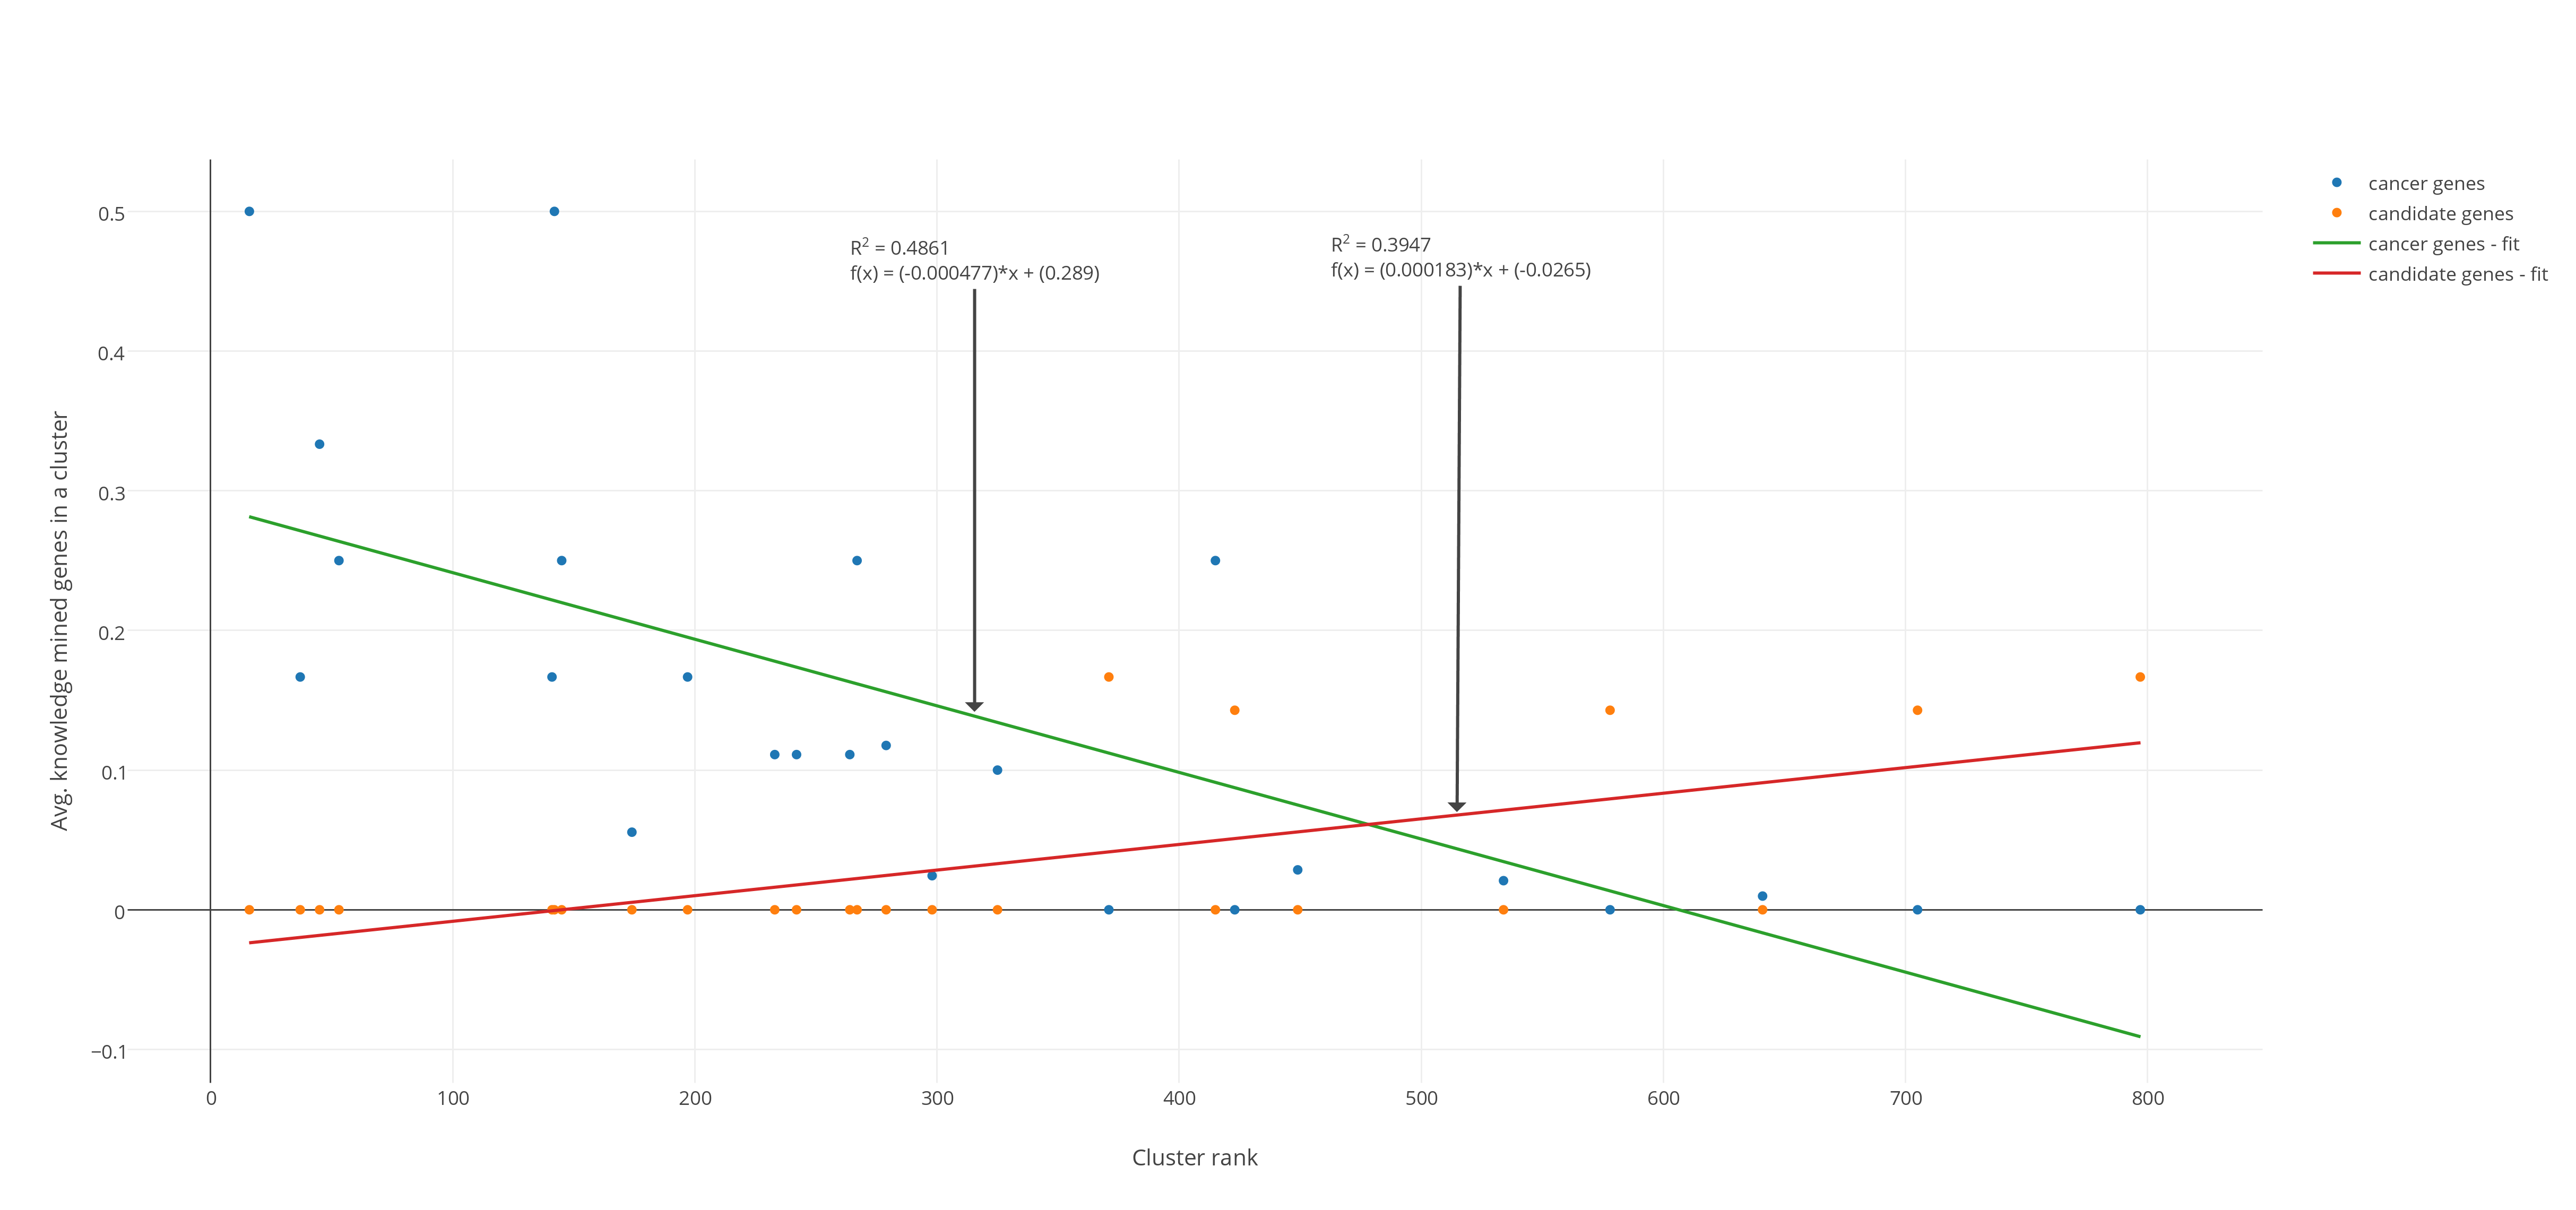 cancer genes
candidate genes
cancer genes - fit
candidate genes - fit
R² = 0.4861
f(x) = (-0.000477)*x + (0.289)
R² = 0.3947
f(x) = (0.000183)*x + (-0.0265)
Avg. knowledge mined genes in a cluster
0.5
0.4
0.3
0.2
0.1
0
−0.1
0 100 200 300 400 500 600 700 800
Cluster rank